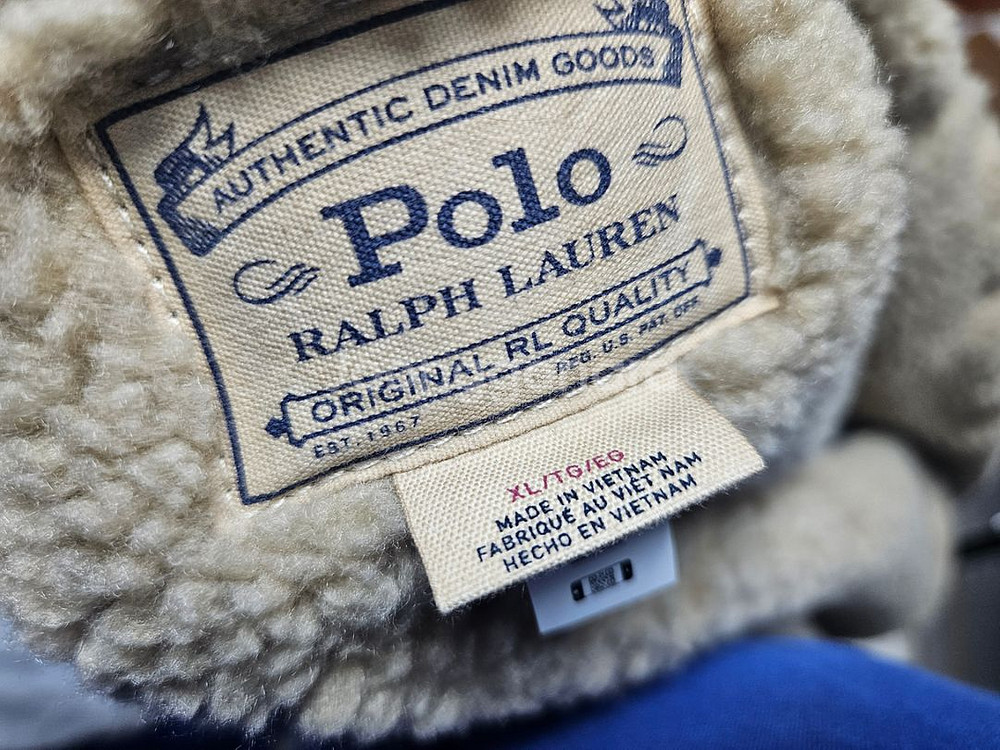 AUTHENTIC DENIM GOODS
Polo
RALPH LAUREN
ORIGINAL RL QUALITY
EST. 1967 REG. U.S. PAT. OFF.
XL/TG/EG
MADE IN VIETNAM
FABRIQUÉ AU VIÊT NAM
HECHO EN VIETNAM